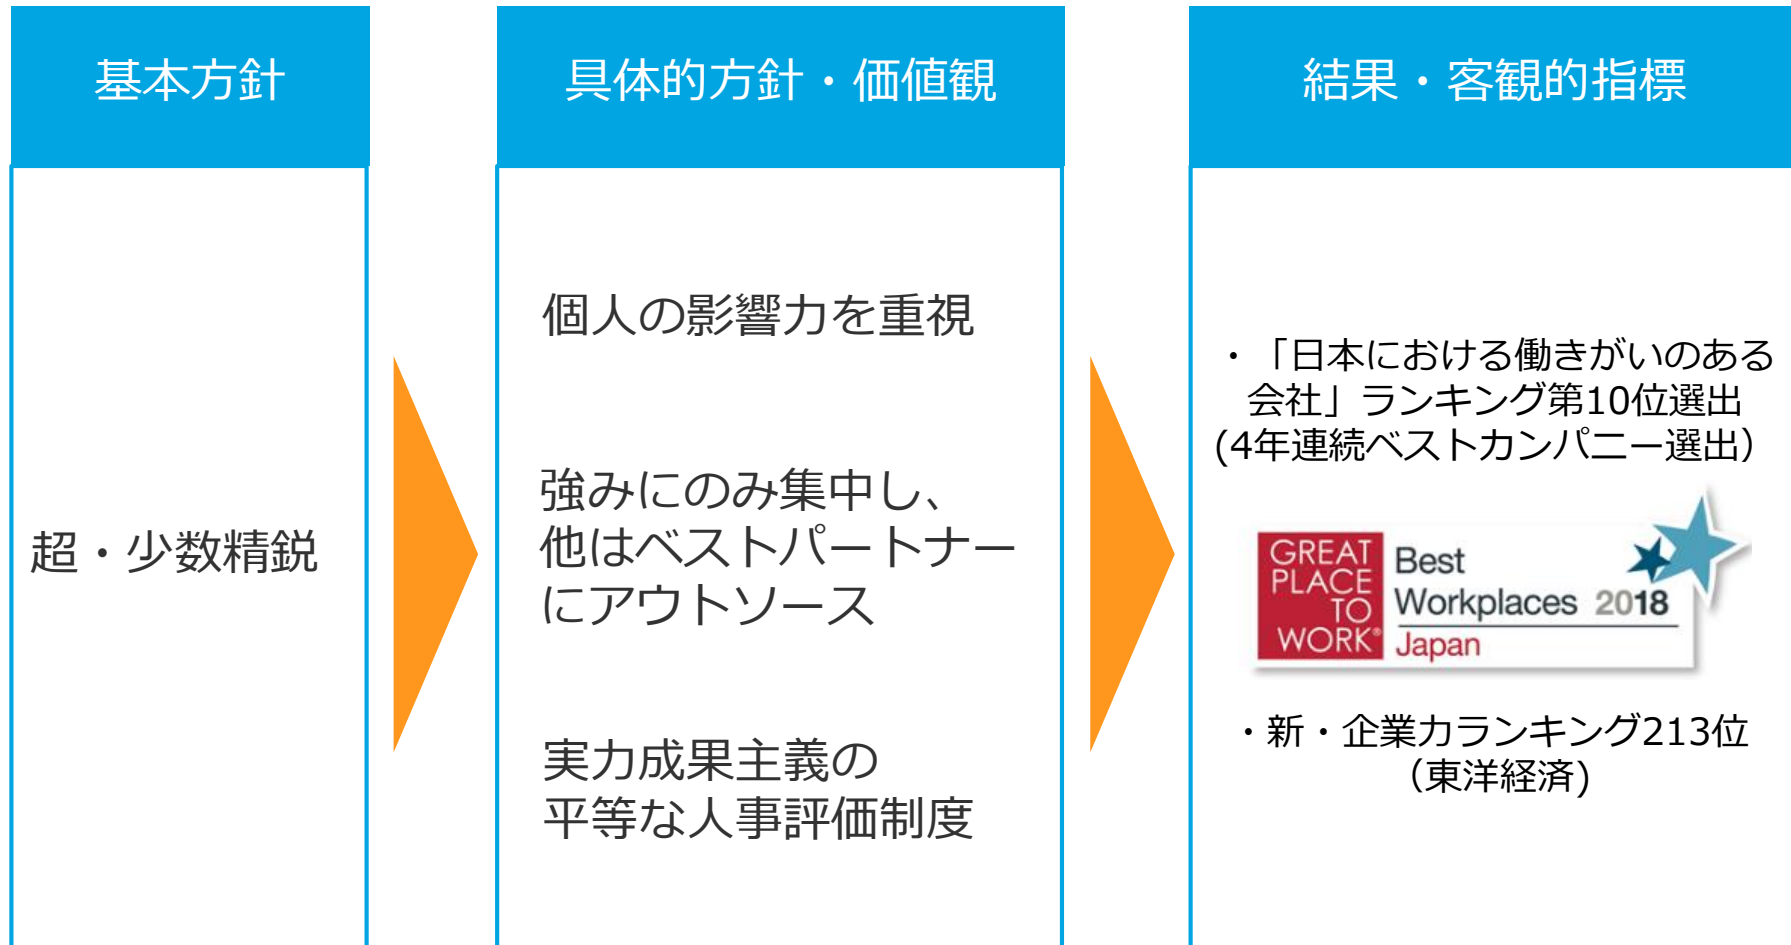 基本方針
超・少数精鋭
具体的方針・価値観
個人の影響力を重視
強みにのみ集中し、
他はベストパートナー
にアウトソース
実力成果主義の
平等な人事評価制度
結果・客観的指標
・「日本における働きがいのある
会社」ランキング第10位選出
(4年連続ベストカンパニー選出）
GREAT
PLACE
TO
WORK®
Best
Workplaces 2018
Japan
・新・企業力ランキング213位
（東洋経済)